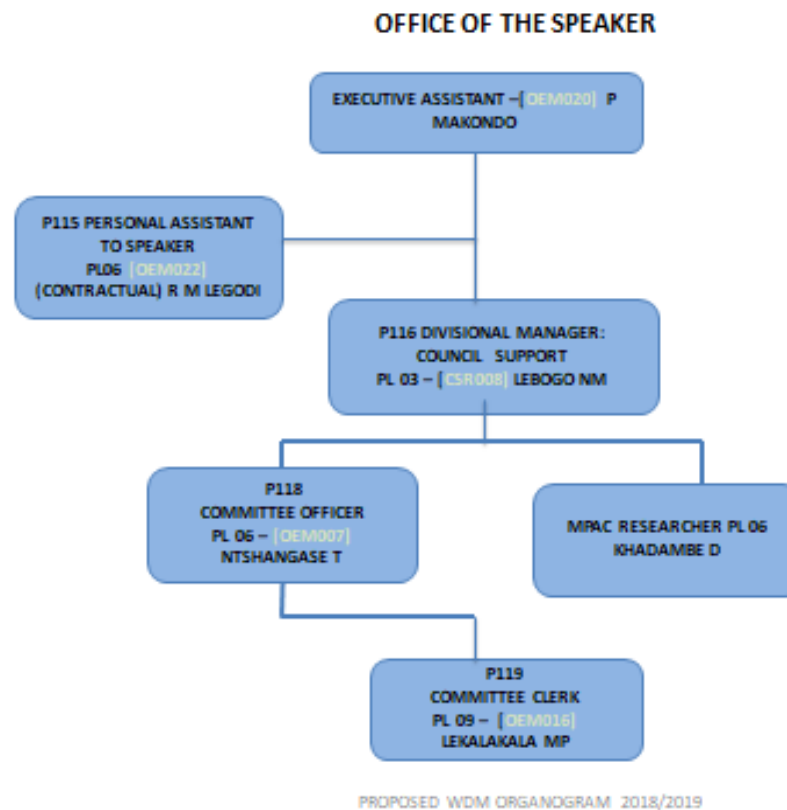 OFFICE OF THE SPEAKER
EXECUTIVE ASSISTANT –[OEM020] P
MAKONDO
P115 PERSONAL ASSISTANT
TO SPEAKER
PL06 [OEM022]
(CONTRACTUAL) R M LEGODI
P116 DIVISIONAL MANAGER:
COUNCIL SUPPORT
PL 03 – [CSR008] LEBOGO NM
P118
COMMITTEE OFFICER
PL 06 – [OEM007]
NTSHANGASE T
MPAC RESEARCHER PL 06
KHADAMBE D
P119
COMMITTEE CLERK
PL 09 – [OEM016]
LEKALAKALA MP
PROPOSED WDM ORGANOGRAM 2018/2019